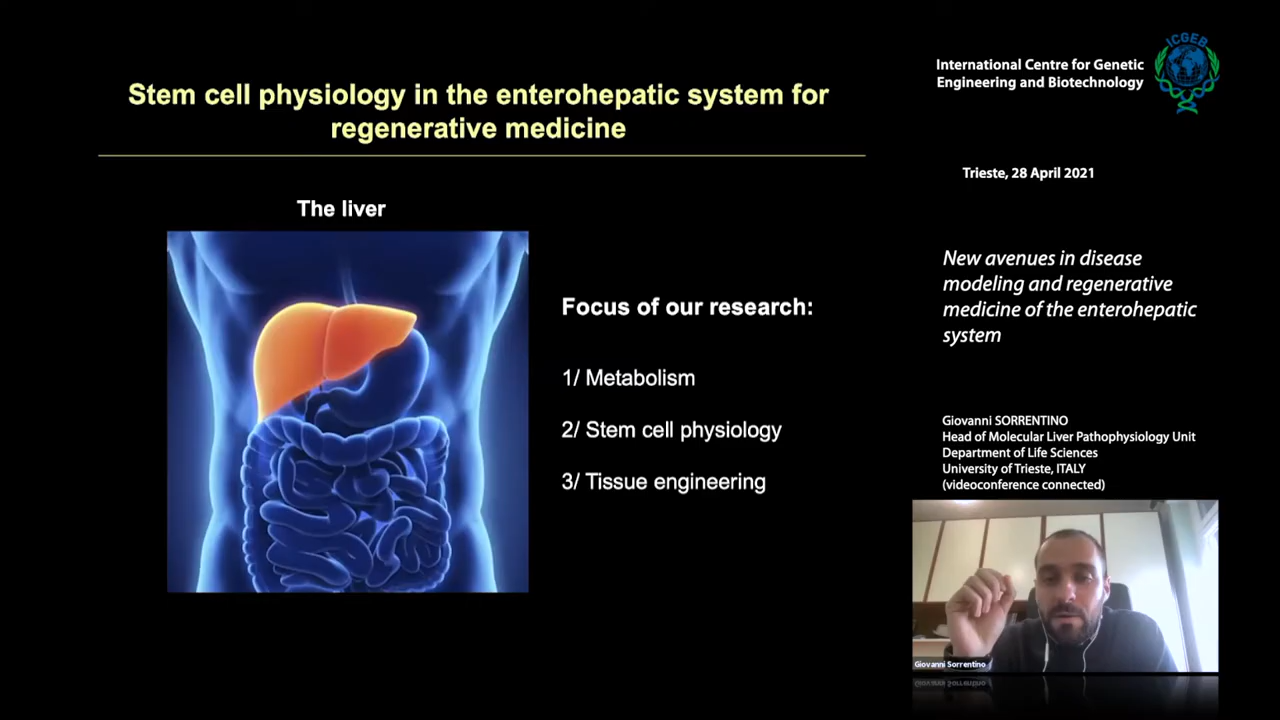 Stem cell physiology in the enterohepatic system for
regenerative medicine
The liver
Focus of our research:
1/ Metabolism
2/ Stem cell physiology
3/ Tissue engineering
International Centre for Genetic
Engineering and Biotechnology
ICGEB
Trieste, 28 April 2021
New avenues in disease
modeling and regenerative
medicine of the enterohepatic
system
Giovanni SORRENTINO
Head of Molecular Liver Pathophysiology Unit
Department of Life Sciences
University of Trieste, ITALY
(videoconference connected)
Giovanni Sorrentino